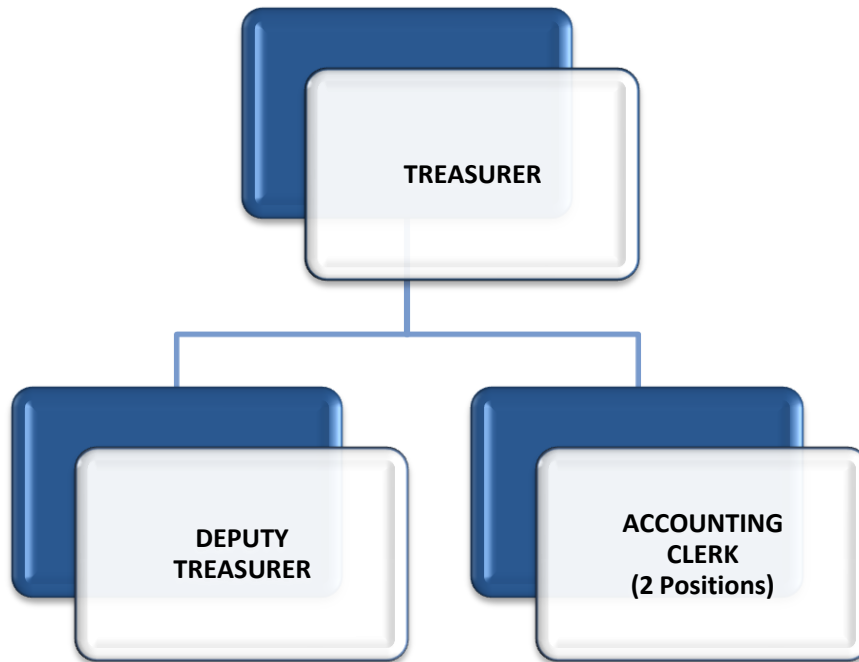 TREASURER
DEPUTY
TREASURER
ACCOUNTING
CLERK
(2 Positions)